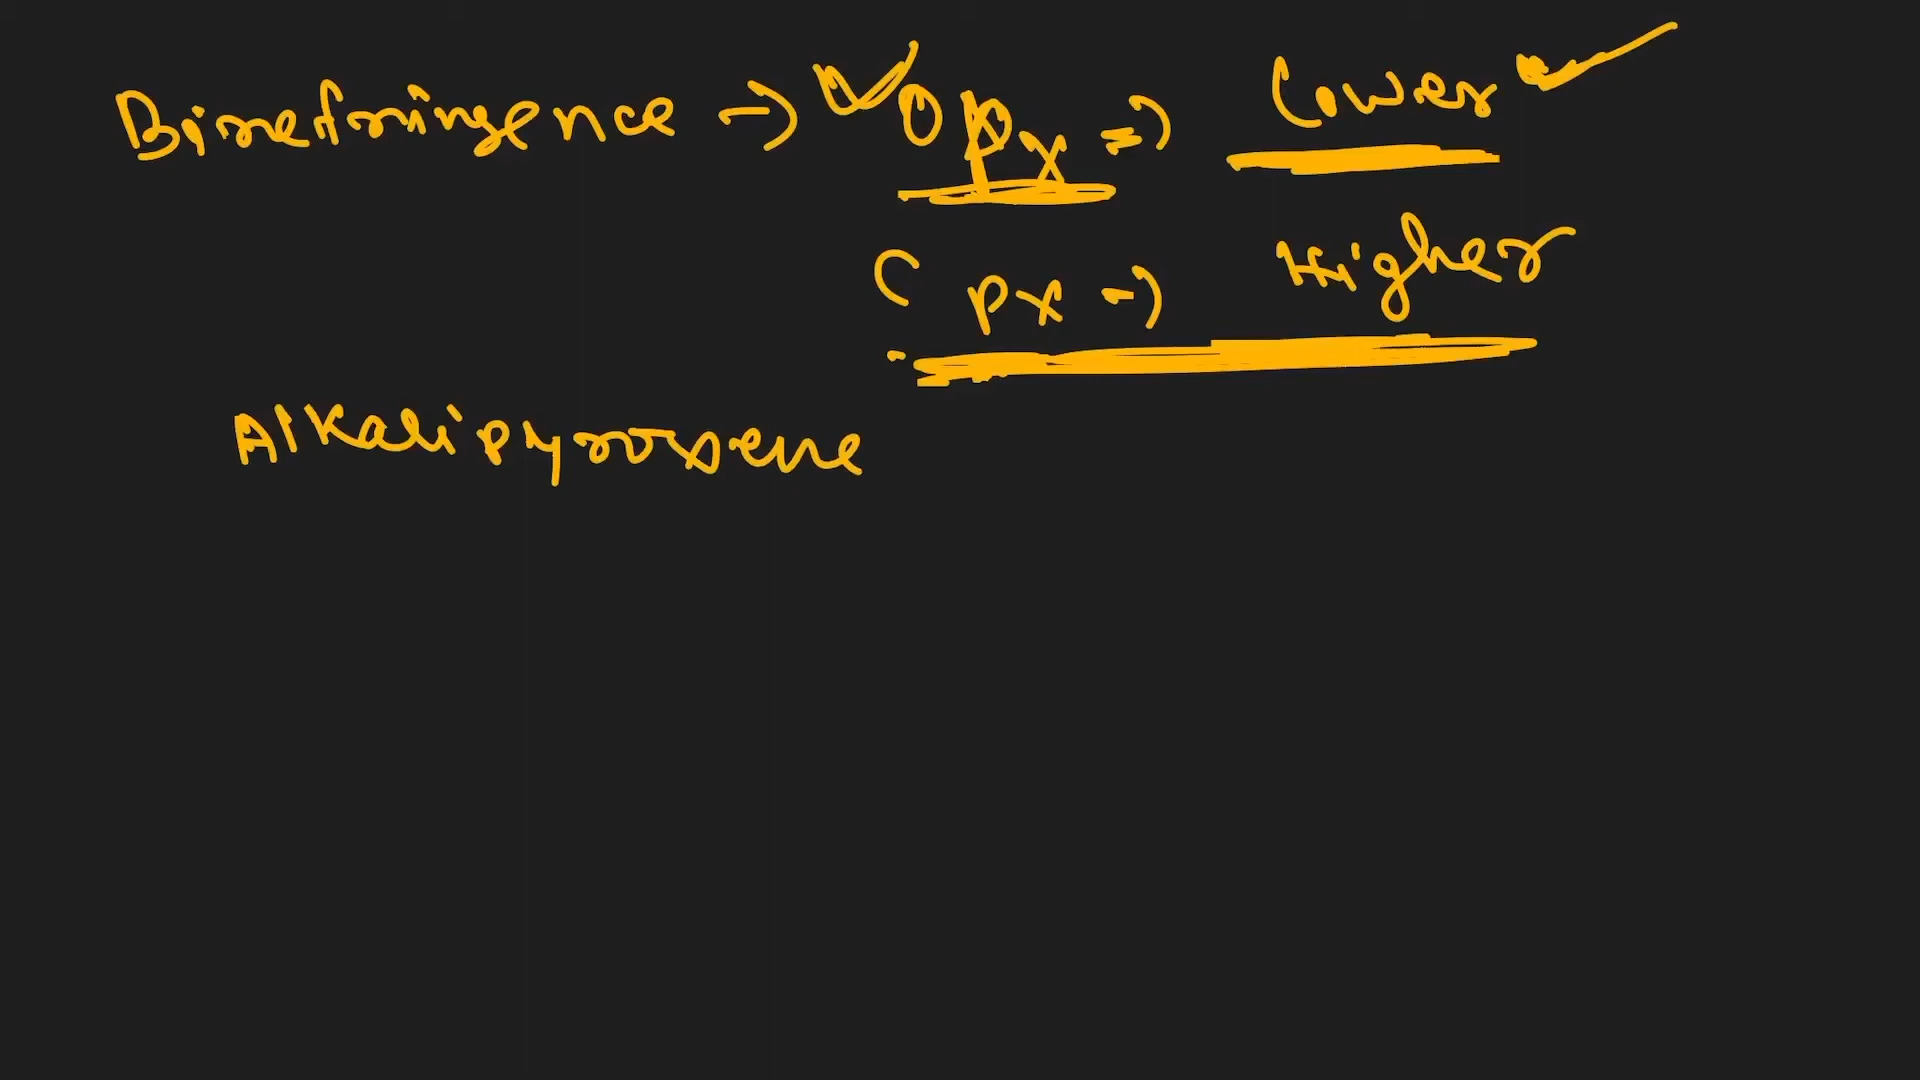 Birefringence -> Opx => Lower
Cpx -> Higher
Alkali pyroxene